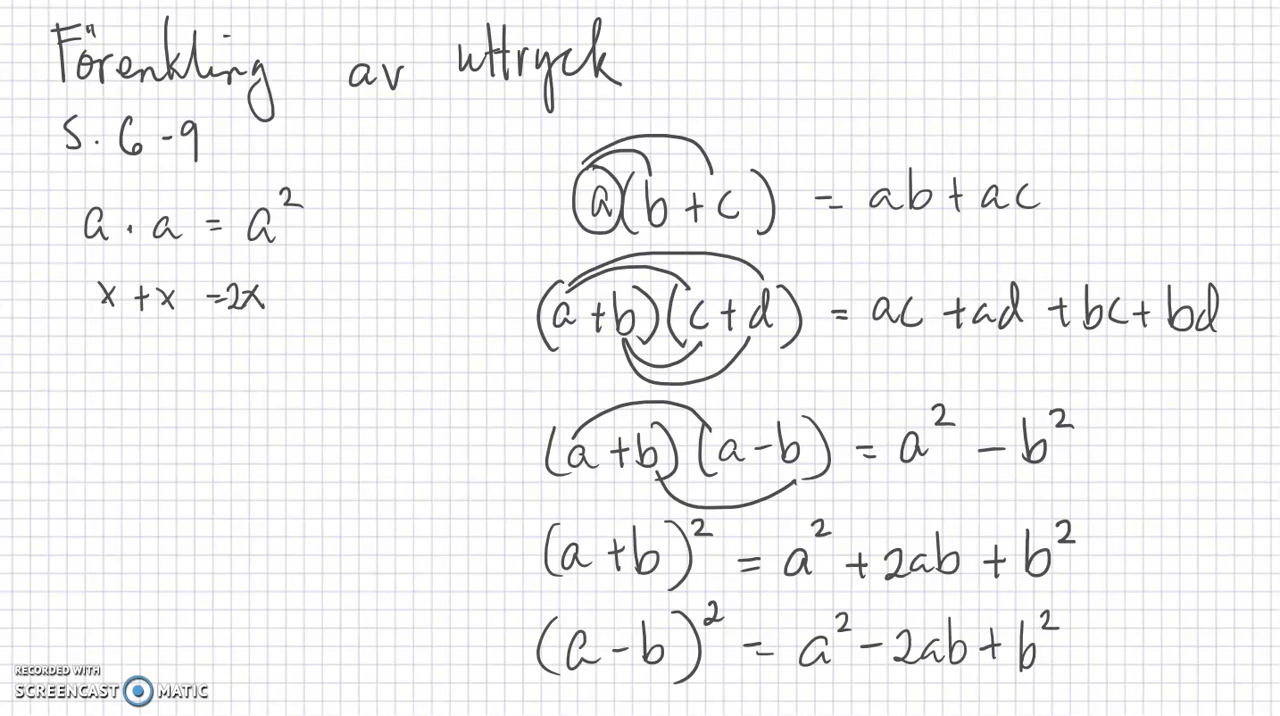 Förenkling av uttryck
S. 6-9
a · a = a²
x + x = 2x
a(b + c) = ab + ac
(a + b)(c + d) = ac + ad + bc + bd
(a + b)(a - b) = a² - b²
(a + b)² = a² + 2ab + b²
(a - b)² = a² - 2ab + b²
RECORDED WITH
SCREENCAST MATIC